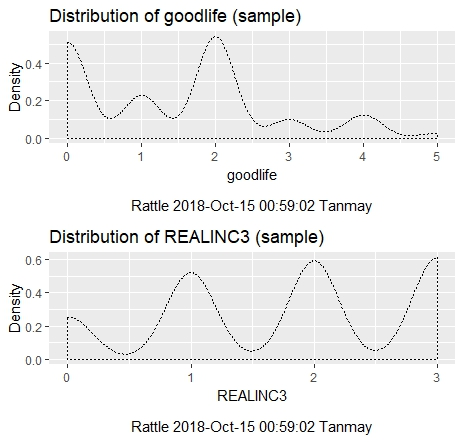 Distribution of goodlife (sample)
Density
0.4
0.2
0.0
0 1 2 3 4 5
goodlife
Rattle 2018-Oct-15 00:59:02 Tanmay
Distribution of REALINC3 (sample)
Density
0.6
0.4
0.2
0.0
0 1 2 3
REALINC3
Rattle 2018-Oct-15 00:59:02 Tanmay